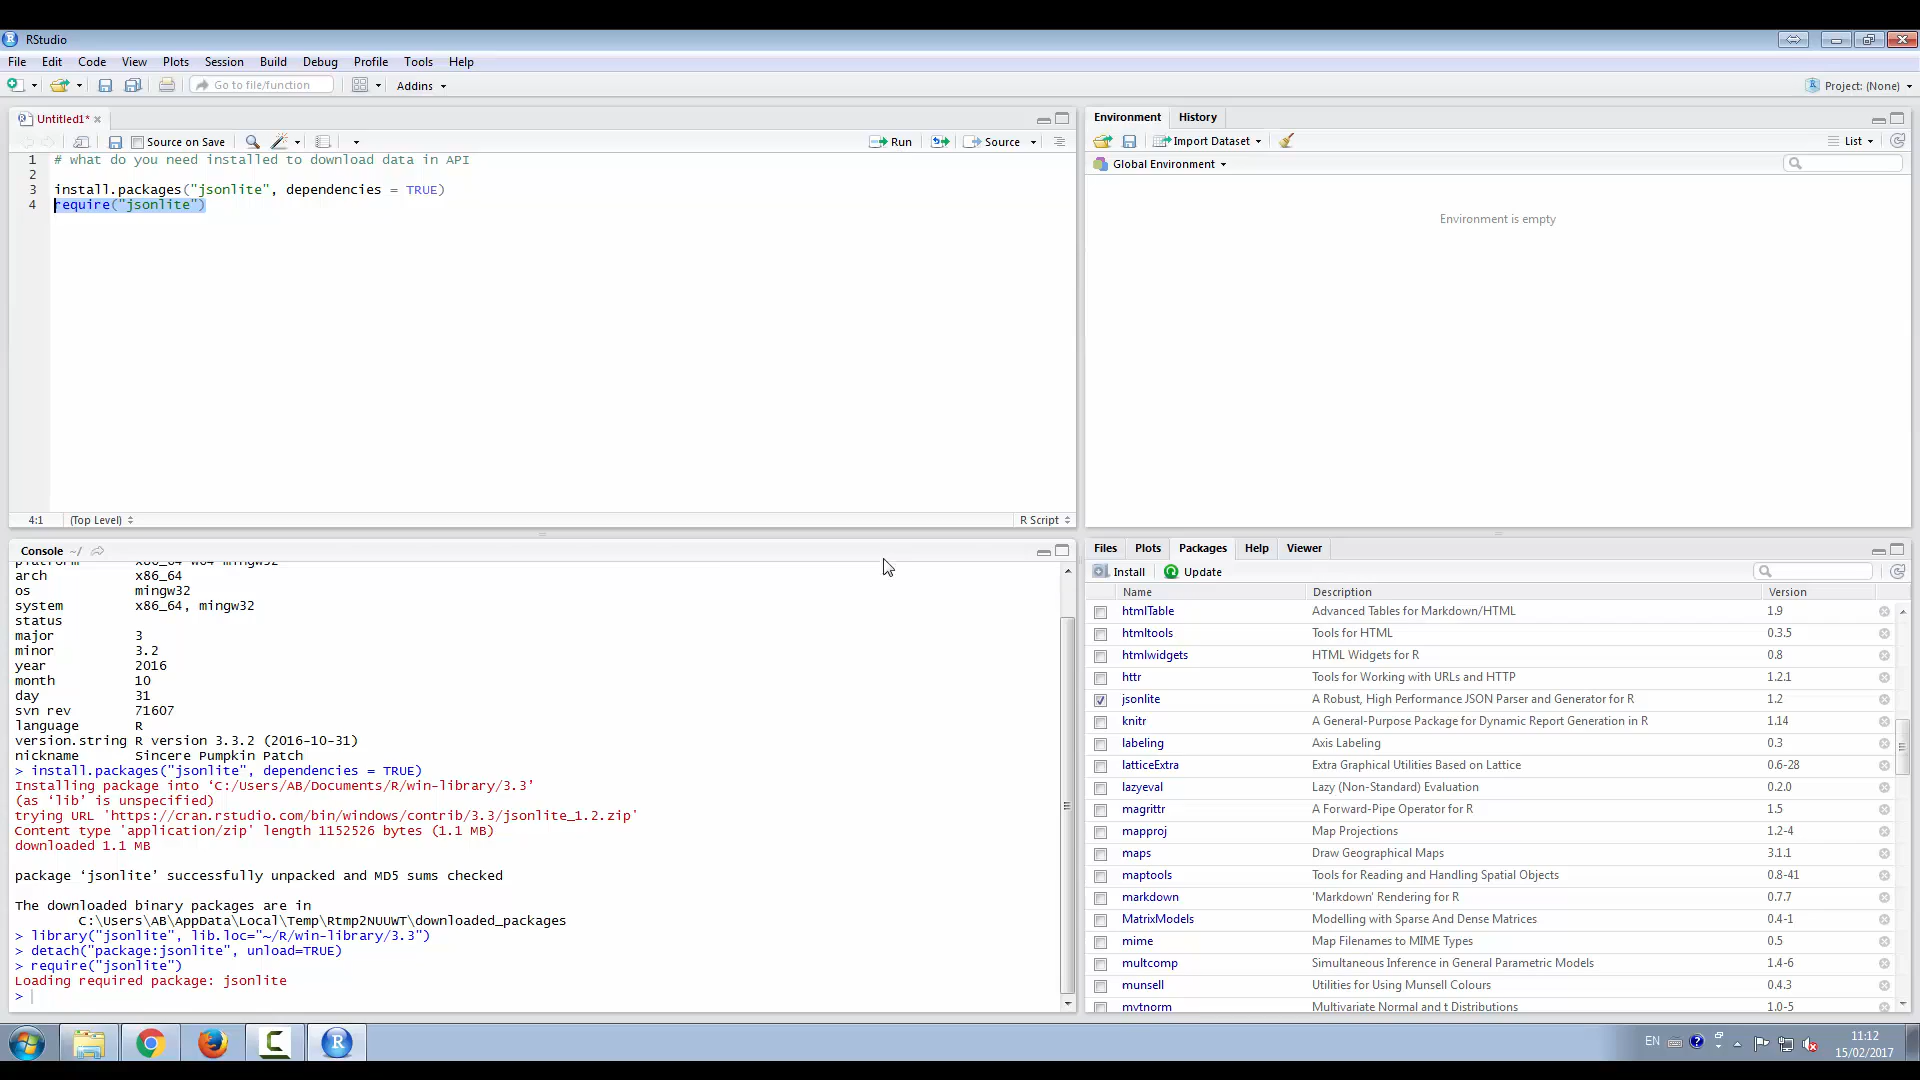 RStudio
File Edit Code View Plots Session Build Debug Profile Tools Help
Go to file/function Addins Project: (None)
Untitled1*
Source on Save Run Source
1 # what do you need installed to download data in API
2
3 install.packages("jsonlite", dependencies = TRUE)
4 require("jsonlite")
4:1 (Top Level) R Script
Environment History
Import Dataset List
Global Environment
Environment is empty
Console ~/
arch x86_64
os mingw32
system x86_64, mingw32
status
major 3
minor 3.2
year 2016
month 10
day 31
svn rev 71607
language R
version.string R version 3.3.2 (2016-10-31)
nickname Sincere Pumpkin Patch
> install.packages("jsonlite", dependencies = TRUE)
Installing package into ‘C:/Users/AB/Documents/R/win-library/3.3’
(as ‘lib’ is unspecified)
trying URL 'https://cran.rstudio.com/bin/windows/contrib/3.3/jsonlite_1.2.zip'
Content type 'application/zip' length 1152526 bytes (1.1 MB)
downloaded 1.1 MB
package ‘jsonlite’ successfully unpacked and MD5 sums checked
The downloaded binary packages are in
C:\Users\AB\AppData\Local\Temp\Rtmp2NUUWT\downloaded_packages
> library("jsonlite", lib.loc="~/R/win-library/3.3")
> detach("package:jsonlite", unload=TRUE)
> require("jsonlite")
Loading required package: jsonlite
>
Files Plots Packages Help Viewer
Install Update
Name Description Version
htmlTable Advanced Tables for Markdown/HTML 1.9
htmltools Tools for HTML 0.3.5
htmlwidgets HTML Widgets for R 0.8
httr Tools for Working with URLs and HTTP 1.2.1
jsonlite A Robust, High Performance JSON Parser and Generator for R 1.2
knitr A General-Purpose Package for Dynamic Report Generation in R 1.14
labeling Axis Labeling 0.3
latticeExtra Extra Graphical Utilities Based on Lattice 0.6-28
lazyeval Lazy (Non-Standard) Evaluation 0.2.0
magrittr A Forward-Pipe Operator for R 1.5
mapproj Map Projections 1.2-4
maps Draw Geographical Maps 3.1.1
maptools Tools for Reading and Handling Spatial Objects 0.8-41
markdown 'Markdown' Rendering for R 0.7.7
MatrixModels Modelling with Sparse And Dense Matrices 0.4-1
mime Map Filenames to MIME Types 0.5
multcomp Simultaneous Inference in General Parametric Models 1.4-6
munsell Utilities for Using Munsell Colours 0.4.3
mvtnorm Multivariate Normal and t Distributions 1.0-5
EN
11:12
15/02/2017